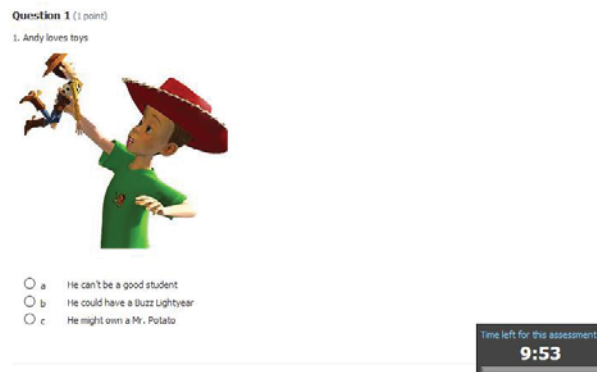 Question 1 (1 point)
1. Andy loves toys
a He can't be a good student
b He could have a Buzz Lightyear
c He might own a Mr. Potato
Time left for this assessment
9:53